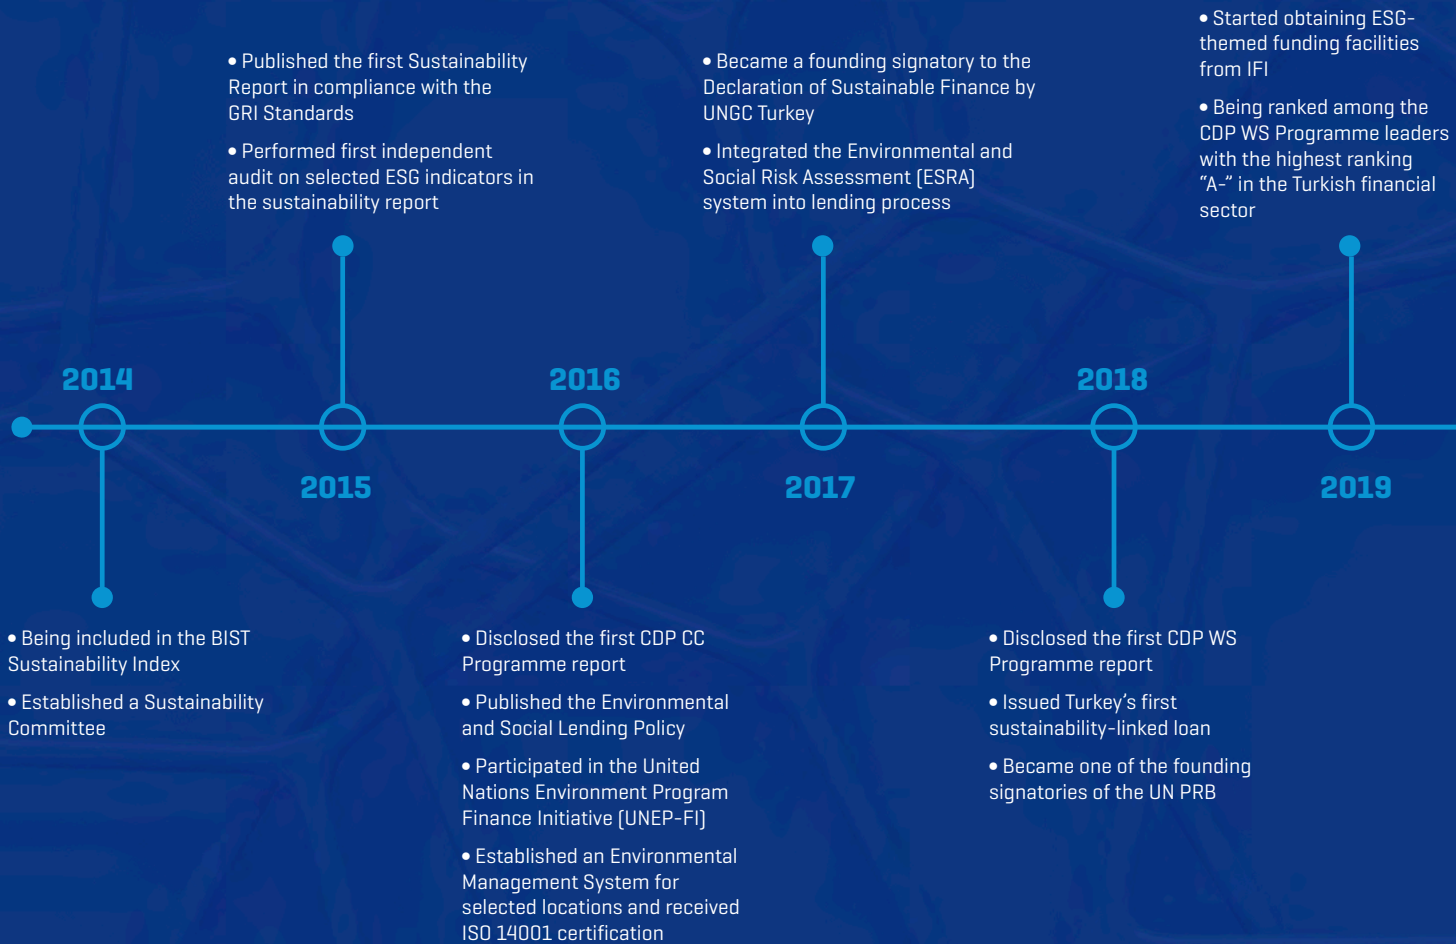 2014
• Being included in the BIST
Sustainability Index
• Established a Sustainability
Committee
• Published the first Sustainability
Report in compliance with the
GRI Standards
• Performed first independent
audit on selected ESG indicators in
the sustainability report
2015
2016
• Disclosed the first CDP CC
Programme report
• Published the Environmental
and Social Lending Policy
• Participated in the United
Nations Environment Program
Finance Initiative (UNEP-FI)
• Established an Environmental
Management System for
selected locations and received
ISO 14001 certification
• Became a founding signatory to the
Declaration of Sustainable Finance by
UNGC Turkey
• Integrated the Environmental and
Social Risk Assessment (ESRA)
system into lending process
2017
2018
• Disclosed the first CDP WS
Programme report
• Issued Turkey’s first
sustainability-linked loan
• Became one of the founding
signatories of the UN PRB
• Started obtaining ESG-
themed funding facilities
from IFI
• Being ranked among the
CDP WS Programme leaders
with the highest ranking
“A-” in the Turkish financial
sector
2019